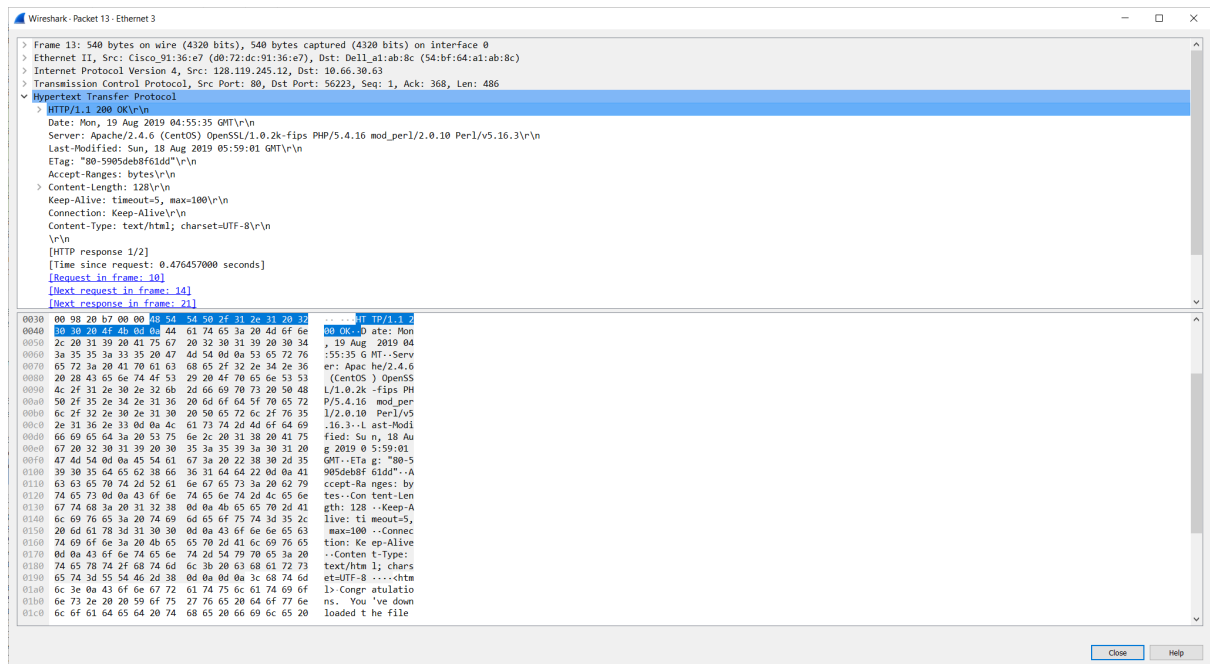 Wireshark · Packet 13 · Ethernet 3
> Frame 13: 540 bytes on wire (4320 bits), 540 bytes captured (4320 bits) on interface 0
> Ethernet II, Src: Cisco_91:36:e7 (d0:72:dc:91:36:e7), Dst: Dell_a1:ab:8c (54:bf:64:a1:ab:8c)
> Internet Protocol Version 4, Src: 128.119.245.12, Dst: 10.66.30.63
> Transmission Control Protocol, Src Port: 80, Dst Port: 56223, Seq: 1, Ack: 368, Len: 486
Hypertext Transfer Protocol
> HTTP/1.1 200 OK\r\n
Date: Mon, 19 Aug 2019 04:55:35 GMT\r\n
Server: Apache/2.4.6 (CentOS) OpenSSL/1.0.2k-fips PHP/5.4.16 mod_perl/2.0.10 Perl/v5.16.3\r\n
Last-Modified: Sun, 18 Aug 2019 05:59:01 GMT\r\n
ETag: "80-5905deb8f61dd"\r\n
Accept-Ranges: bytes\r\n
> Content-Length: 128\r\n
Keep-Alive: timeout=5, max=100\r\n
Connection: Keep-Alive\r\n
Content-Type: text/html; charset=UTF-8\r\n
\r\n
[HTTP response 1/2]
[Time since request: 0.476457000 seconds]
[Request in frame: 10]
[Next request in frame: 14]
[Next response in frame: 21]
0030 00 98 20 b7 00 00 48 54 54 50 2f 31 2e 31 20 32 .. ...HT TP/1.1 2
0040 30 30 20 4f 4b 0d 0a 44 61 74 65 3a 20 4d 6f 6e 00 OK··D ate: Mon
0050 2c 20 31 39 20 41 75 67 20 32 30 31 39 20 30 34 , 19 Aug 2019 04
0060 3a 35 35 3a 33 35 20 47 4d 54 0d 0a 53 65 72 76 :55:35 G MT··Serv
0070 65 72 3a 20 41 70 61 63 68 65 2f 32 2e 34 2e 36 er: Apac he/2.4.6
0080 20 28 43 65 6e 74 4f 53 29 20 4f 70 65 6e 53 53 (CentOS ) OpenSS
0090 4c 2f 31 2e 30 2e 32 6b 2d 66 69 70 73 20 50 48 L/1.0.2k -fips PH
00a0 50 2f 35 2e 34 2e 31 36 20 6d 6f 64 5f 70 65 72 P/5.4.16 mod_per
00b0 6c 2f 32 2e 30 2e 31 30 20 50 65 72 6c 2f 76 35 l/2.0.10 Perl/v5
00c0 2e 31 36 2e 33 0d 0a 4c 61 73 74 2d 4d 6f 64 69 .16.3··L ast-Modi
00d0 66 69 65 64 3a 20 53 75 6e 2c 20 31 38 20 41 75 fied: Su n, 18 Au
00e0 67 20 32 30 31 39 20 30 35 3a 35 39 3a 30 31 20 g 2019 0 5:59:01
00f0 47 4d 54 0d 0a 45 54 61 67 3a 20 22 38 30 2d 35 GMT··ETa g: "80-5
0100 39 30 35 64 65 62 38 66 36 31 64 64 22 0d 0a 41 905deb8f 61dd"··A
0110 63 63 65 70 74 2d 52 61 6e 67 65 73 3a 20 62 79 ccept-Ra nges: by
0120 74 65 73 0d 0a 43 6f 6e 74 65 6e 74 2d 4c 65 6e tes··Con tent-Len
0130 67 74 68 3a 20 31 32 38 0d 0a 4b 65 65 70 2d 41 gth: 128 ··Keep-A
0140 6c 69 76 65 3a 20 74 69 6d 65 6f 75 74 3d 35 2c live: ti meout=5,
0150 20 6d 61 78 3d 31 30 30 0d 0a 43 6f 6e 6e 65 63 max=100 ··Connec
0160 74 69 6f 6e 3a 20 4b 65 65 70 2d 41 6c 69 76 65 tion: Ke ep-Alive
0170 0d 0a 43 6f 6e 74 65 6e 74 2d 54 79 70 65 3a 20 ··Conten t-Type:
0180 74 65 78 74 2f 68 74 6d 6c 3b 20 63 68 61 72 73 text/htm l; chars
0190 65 74 3d 55 54 46 2d 38 0d 0a 0d 0a 3c 68 74 6d et=UTF-8 ····<htm
01a0 6c 3e 0a 43 6f 6e 67 72 61 74 75 6c 61 74 69 6f l>·Congr atulatio
01b0 6e 73 2e 20 20 59 6f 75 27 76 65 20 64 6f 77 6e ns. You 've down
01c0 6c 6f 61 64 65 64 20 74 68 65 20 66 69 6c 65 20 loaded t he file
Close Help